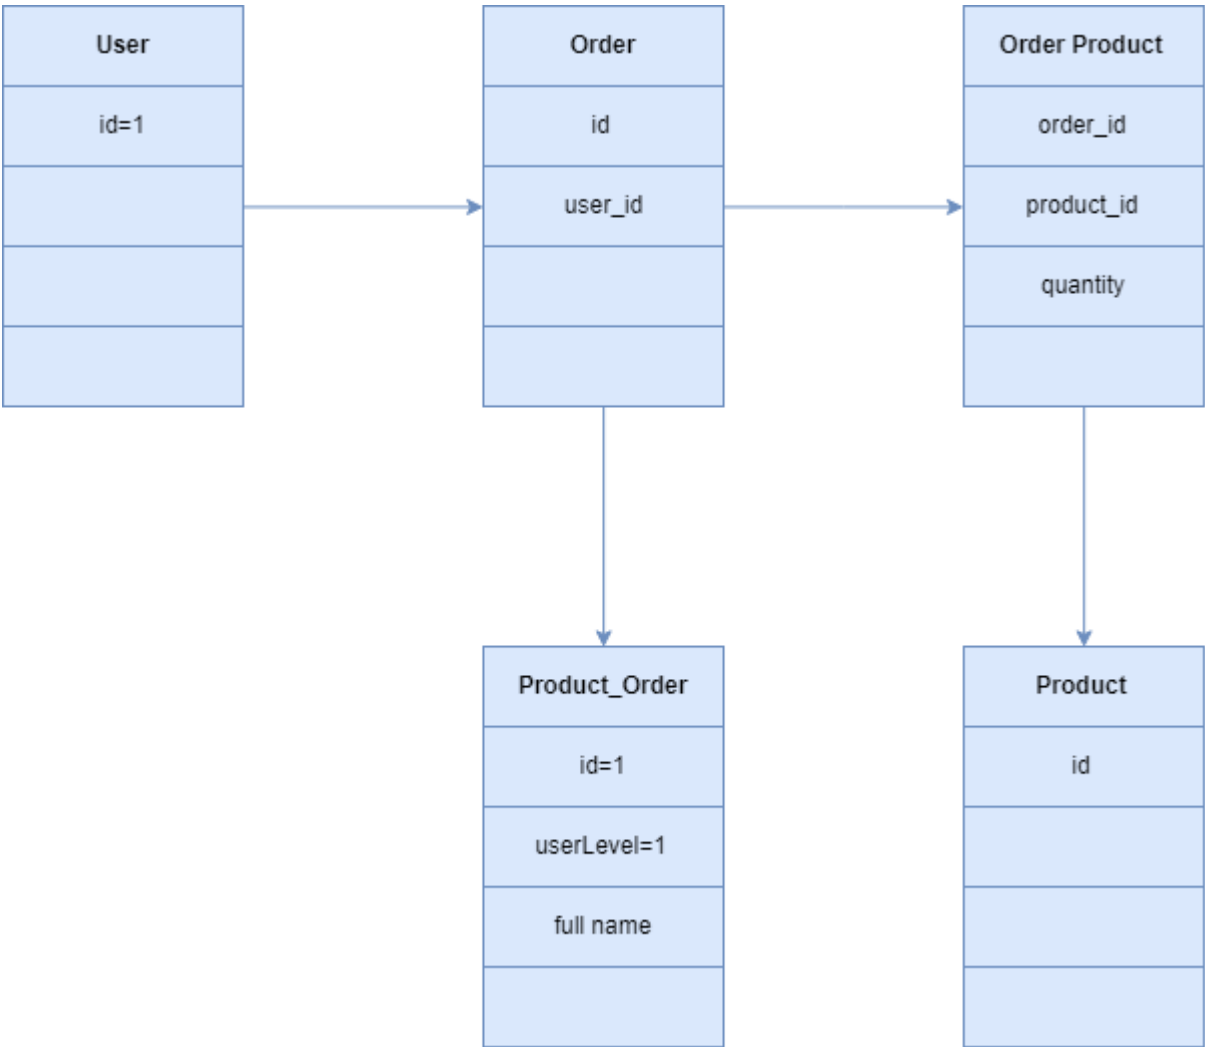 User
id=1
Order
id
user_id
Order Product
order_id
product_id
quantity
Product_Order
id=1
userLevel=1
full name
Product
id